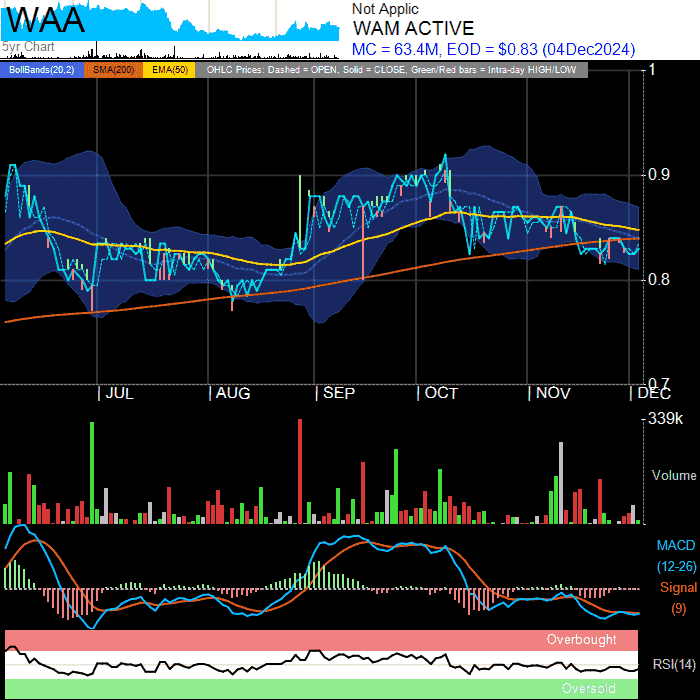 WAA
Not Applic
WAM ACTIVE
5yr Chart
MC = 63.4M, EOD = $0.83 (04Dec2024)
BollBands(20,2) SMA(200) EMA(50) OHLC Prices: Dashed = OPEN, Solid = CLOSE, Green/Red bars = Intra-day HIGH/LOW
1
0.9
0.8
0.7
| JUL | AUG | SEP | OCT | NOV | DEC
339k
Volume
MACD
(12-26)
Signal
(9)
Overbought
RSI(14)
Oversold